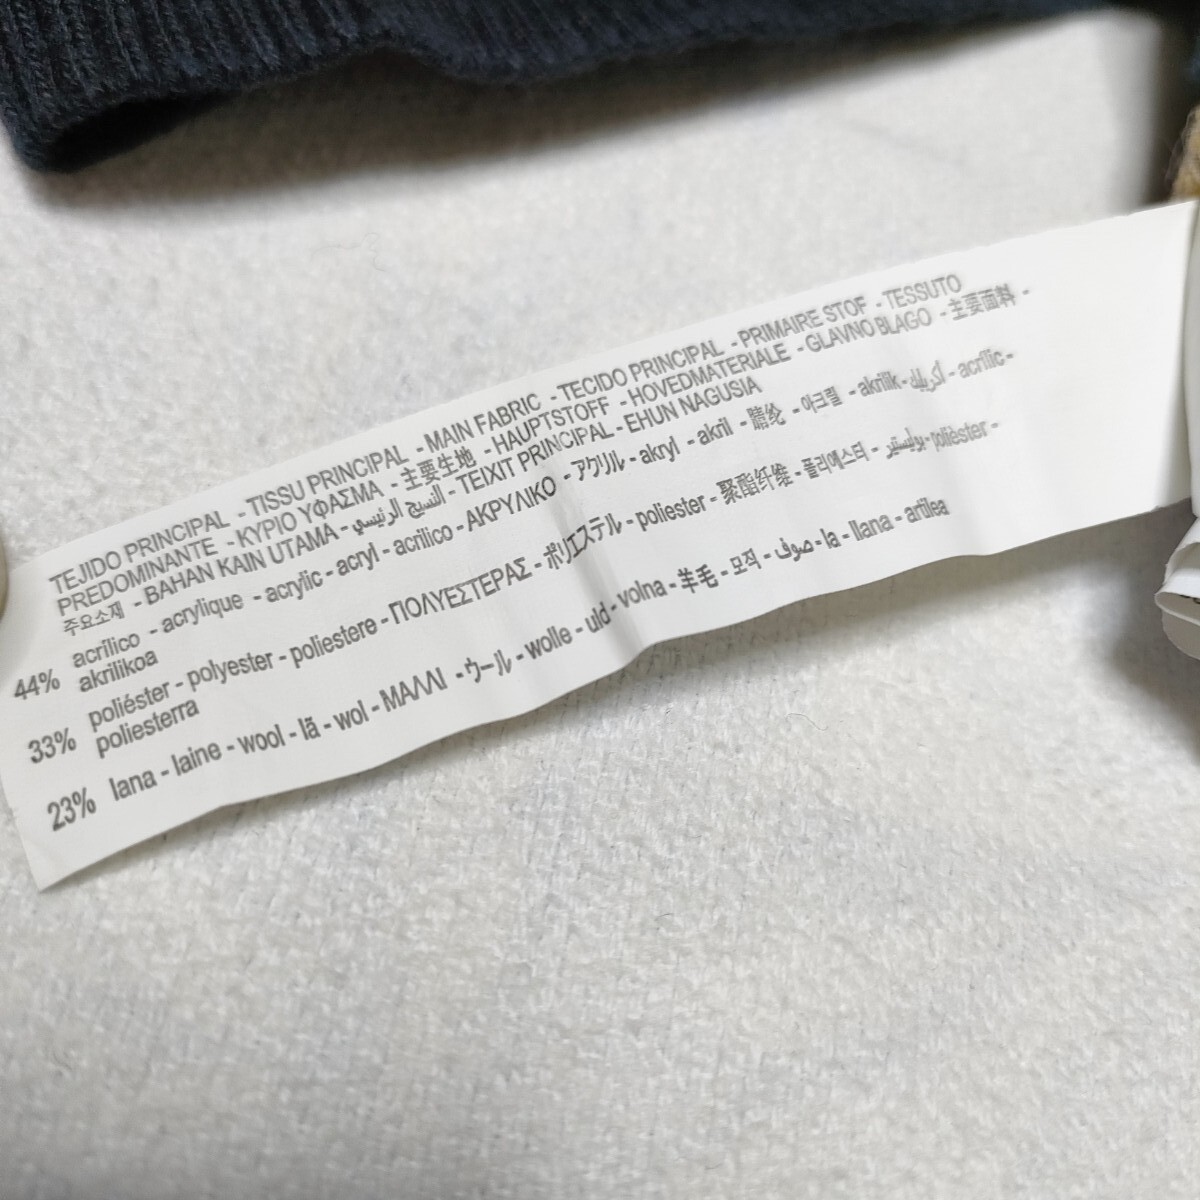 TEJIDO PRINCIPAL - TISSU PRINCIPAL - MAIN FABRIC - TECIDO PRINCIPAL - PRIMAIRE STOF - TESSUTO
PREDOMINANTE - ΚΥΡΙΟ ΥΦΑΣΜΑ - 主要生地 - HAUPTSTOFF - HOVEDMATERIALE - GLAVNO BLAGO - 主要面料 -
주요소재 - BAHAN KAIN UTAMA - النسيج الرئيسي - TEIXIT PRINCIPAL - EHUN NAGUSIA
44% acrílico - acrylique - acrylic - acryl - acrilico - ΑΚΡΥΛΙΚΟ - アクリル - akryl - akril - 腈纶 - 아크릴 - akrilik - أكريليك - acrílic -
akrilikoa
33% poliéster - polyester - poliestere - ΠΟΛΥΕΣΤΕΡΑΣ - ポリエステル - poliester - 聚酯纤维 - 폴리에스터 - بوليستير - polièster -
poliesterra
23% lana - laine - wool - lã - wol - ΜΑΛΛΙ - ウール - wolle - uld - volna - 羊毛 - 모직 - صوف - la - llana - artilea